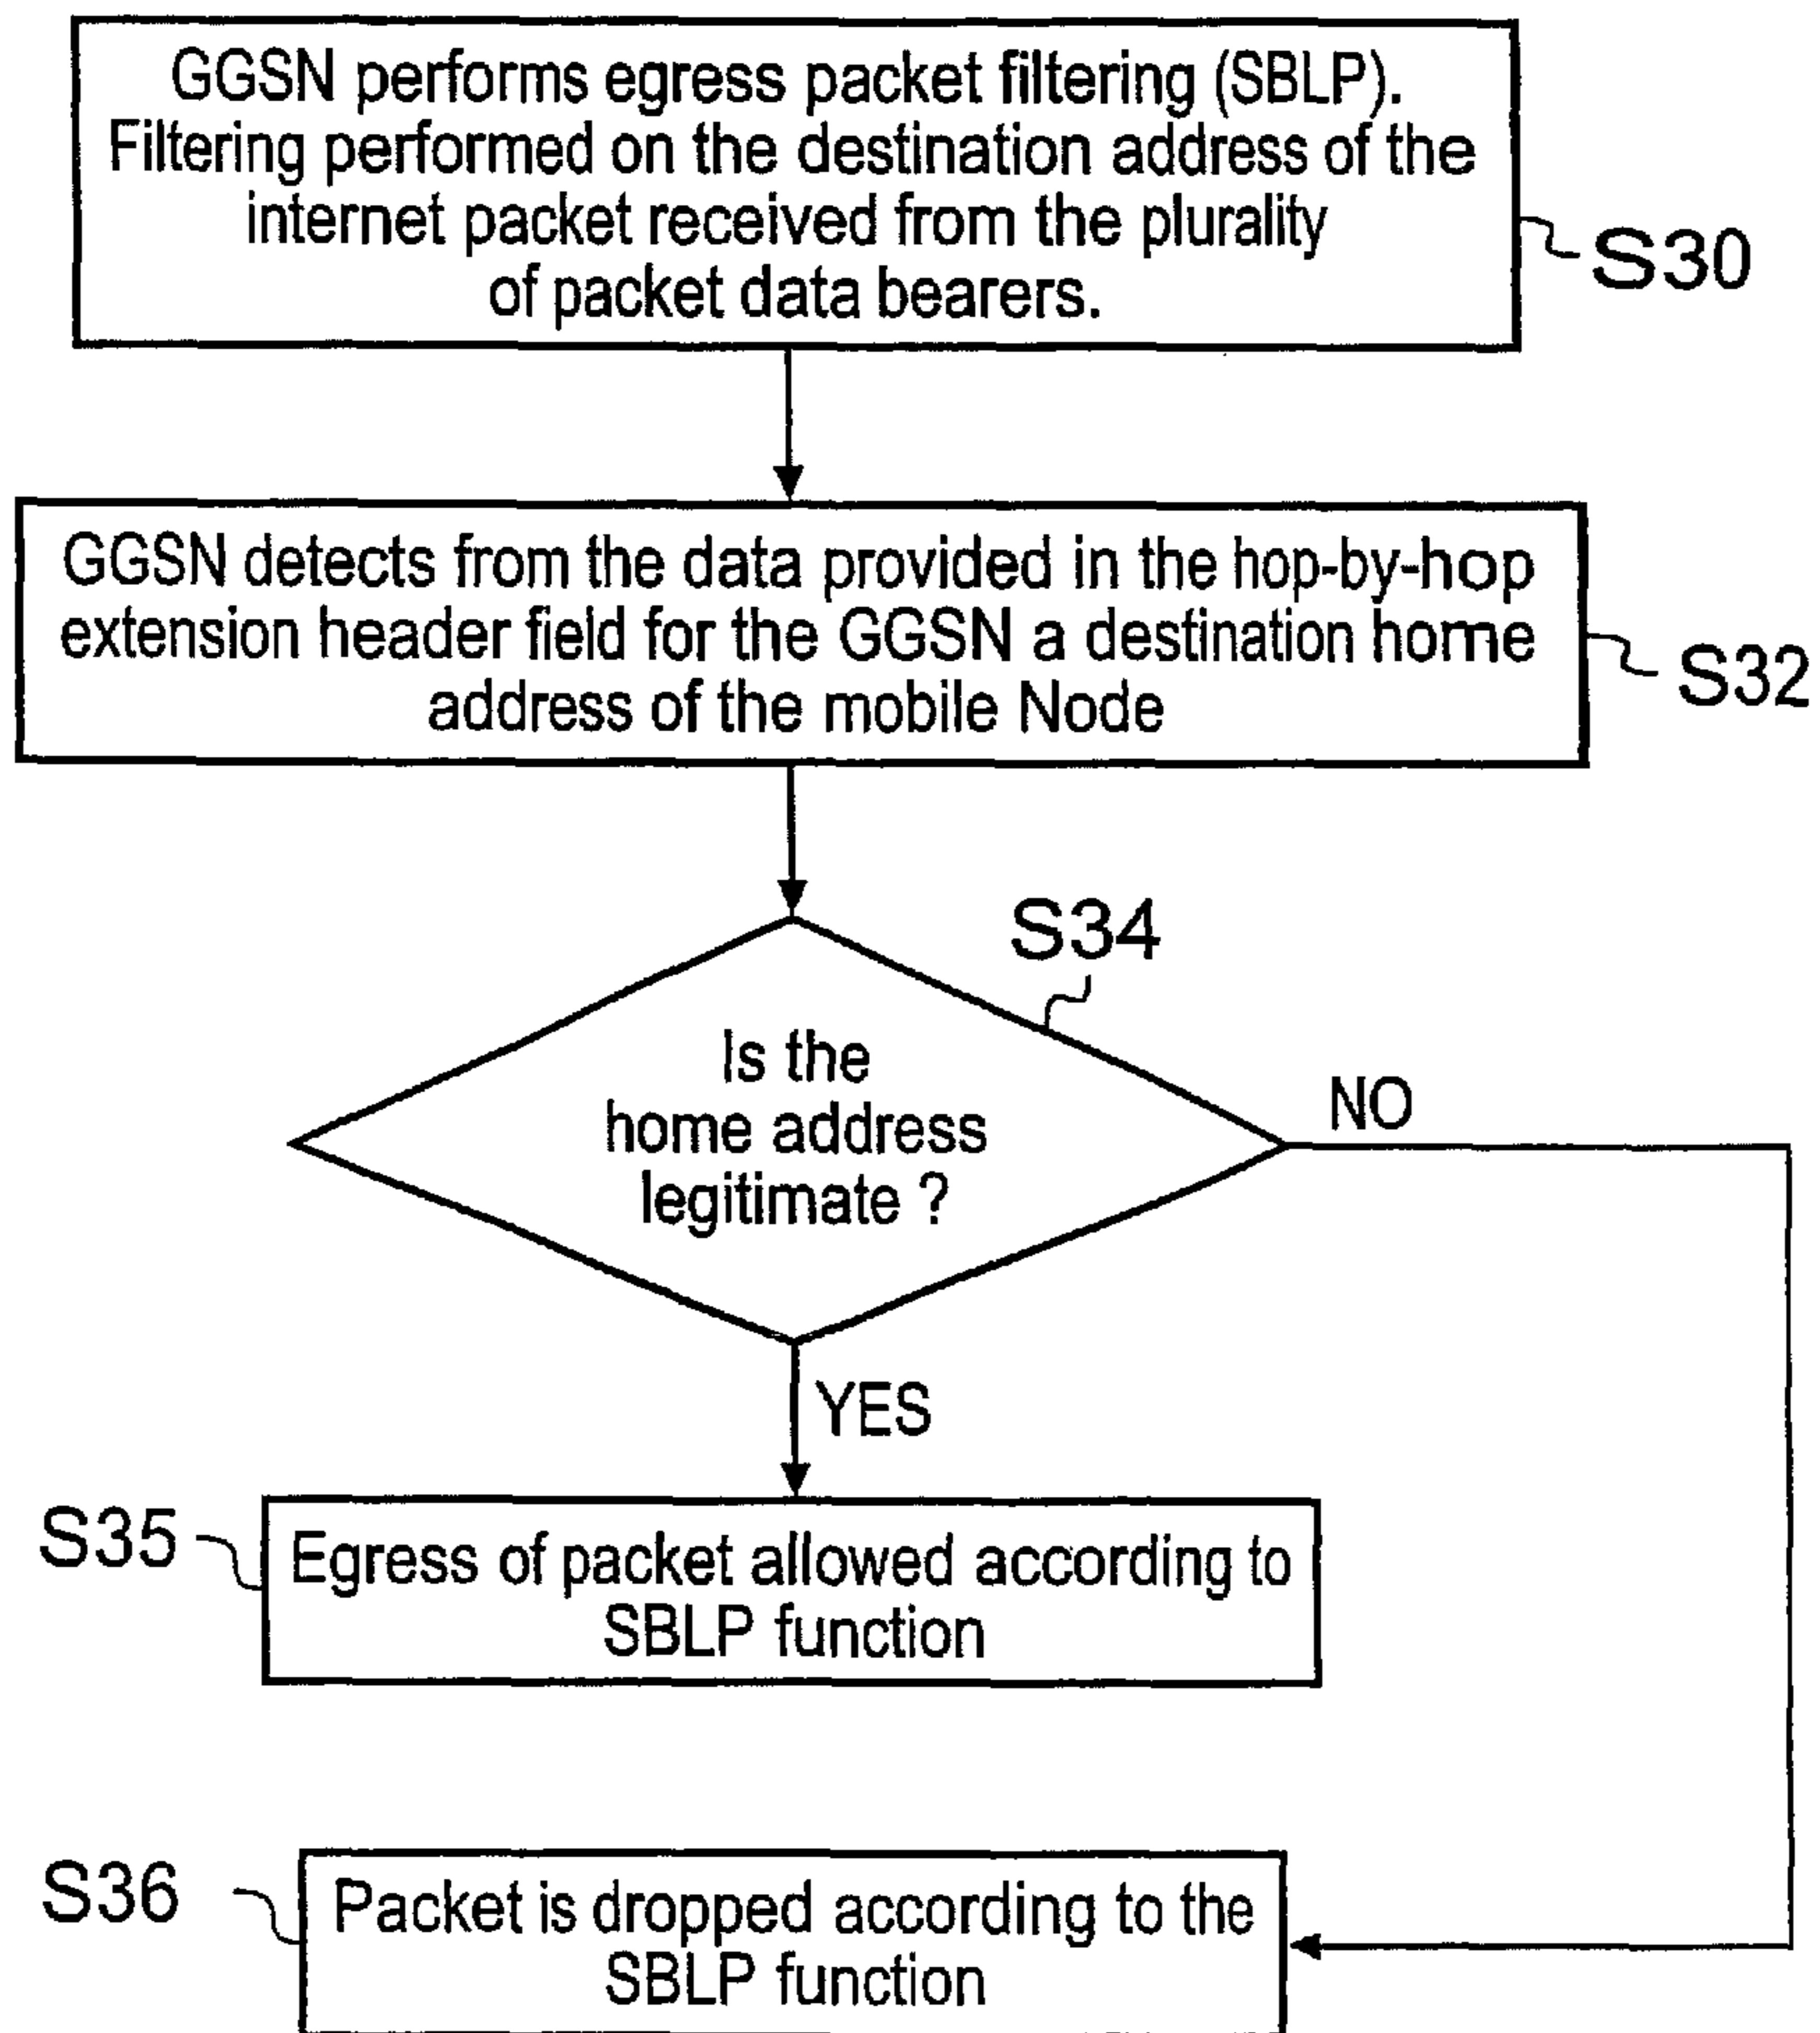 GGSN performs egress packet filtering (SBLP).
Filtering performed on the destination address of the
internet packet received from the plurality
of packet data bearers.
S30
GGSN detects from the data provided in the hop-by-hop
extension header field for the GGSN a destination home
address of the mobile Node
S32
S34
Is the
home address
legitimate ?
NO
YES
S35
Egress of packet allowed according to
SBLP function
S36
Packet is dropped according to the
SBLP function